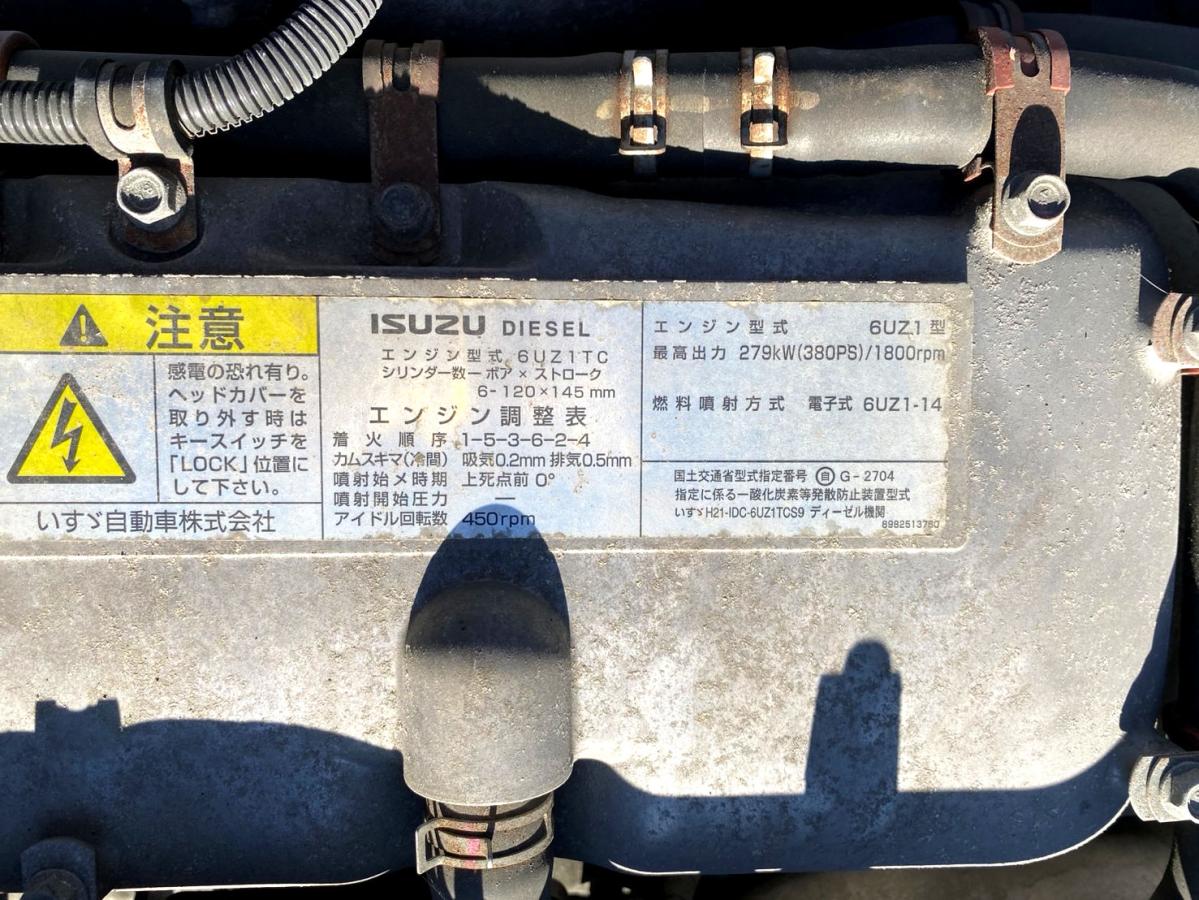 注意
感電の恐れ有り。
ヘッドカバーを
取り外す時は
キースイッチを
「LOCK」位置に
して下さい。
いすゞ自動車株式会社
ISUZU DIESEL
エンジン型式 6UZ1TC
シリンダー数ーボア×ストローク
6-120×145mm
エンジン調整表
着火順序 1-5-3-6-2-4
カムスキマ(冷間) 吸気0.2mm 排気0.5mm
噴射始メ時期 上死点前 0°
噴射開始圧力 ―
アイドル回転数 450rpm
エンジン型式 6UZ1型
最高出力 279kW(380PS)/1800rpm
燃料噴射方式 電子式 6UZ1-14
国土交通省型式指定番号 自 G-2704
指定に係る一酸化炭素等発散防止装置型式
いすゞH21-IDC-6UZ1TCS9 ディーゼル機関
8982513760